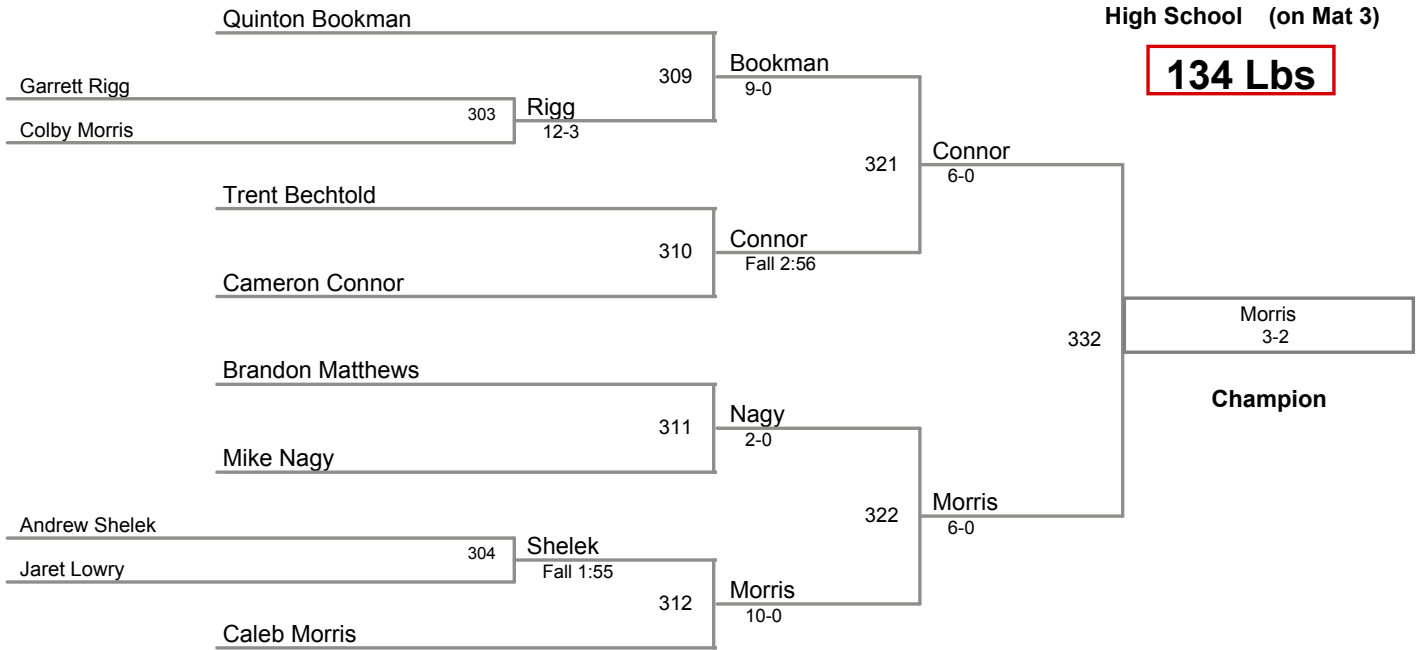 High School (on Mat 3)
134 Lbs
Quinton Bookman
309
Bookman
9-0
Garrett Rigg
303
Rigg
12-3
Colby Morris
321
Connor
6-0
Trent Bechtold
310
Connor
Fall 2:56
Cameron Connor
332
Morris
3-2
Champion
Brandon Matthews
311
Nagy
2-0
Mike Nagy
322
Morris
6-0
Andrew Shelek
304
Shelek
Fall 1:55
Jaret Lowry
312
Morris
10-0
Caleb Morris